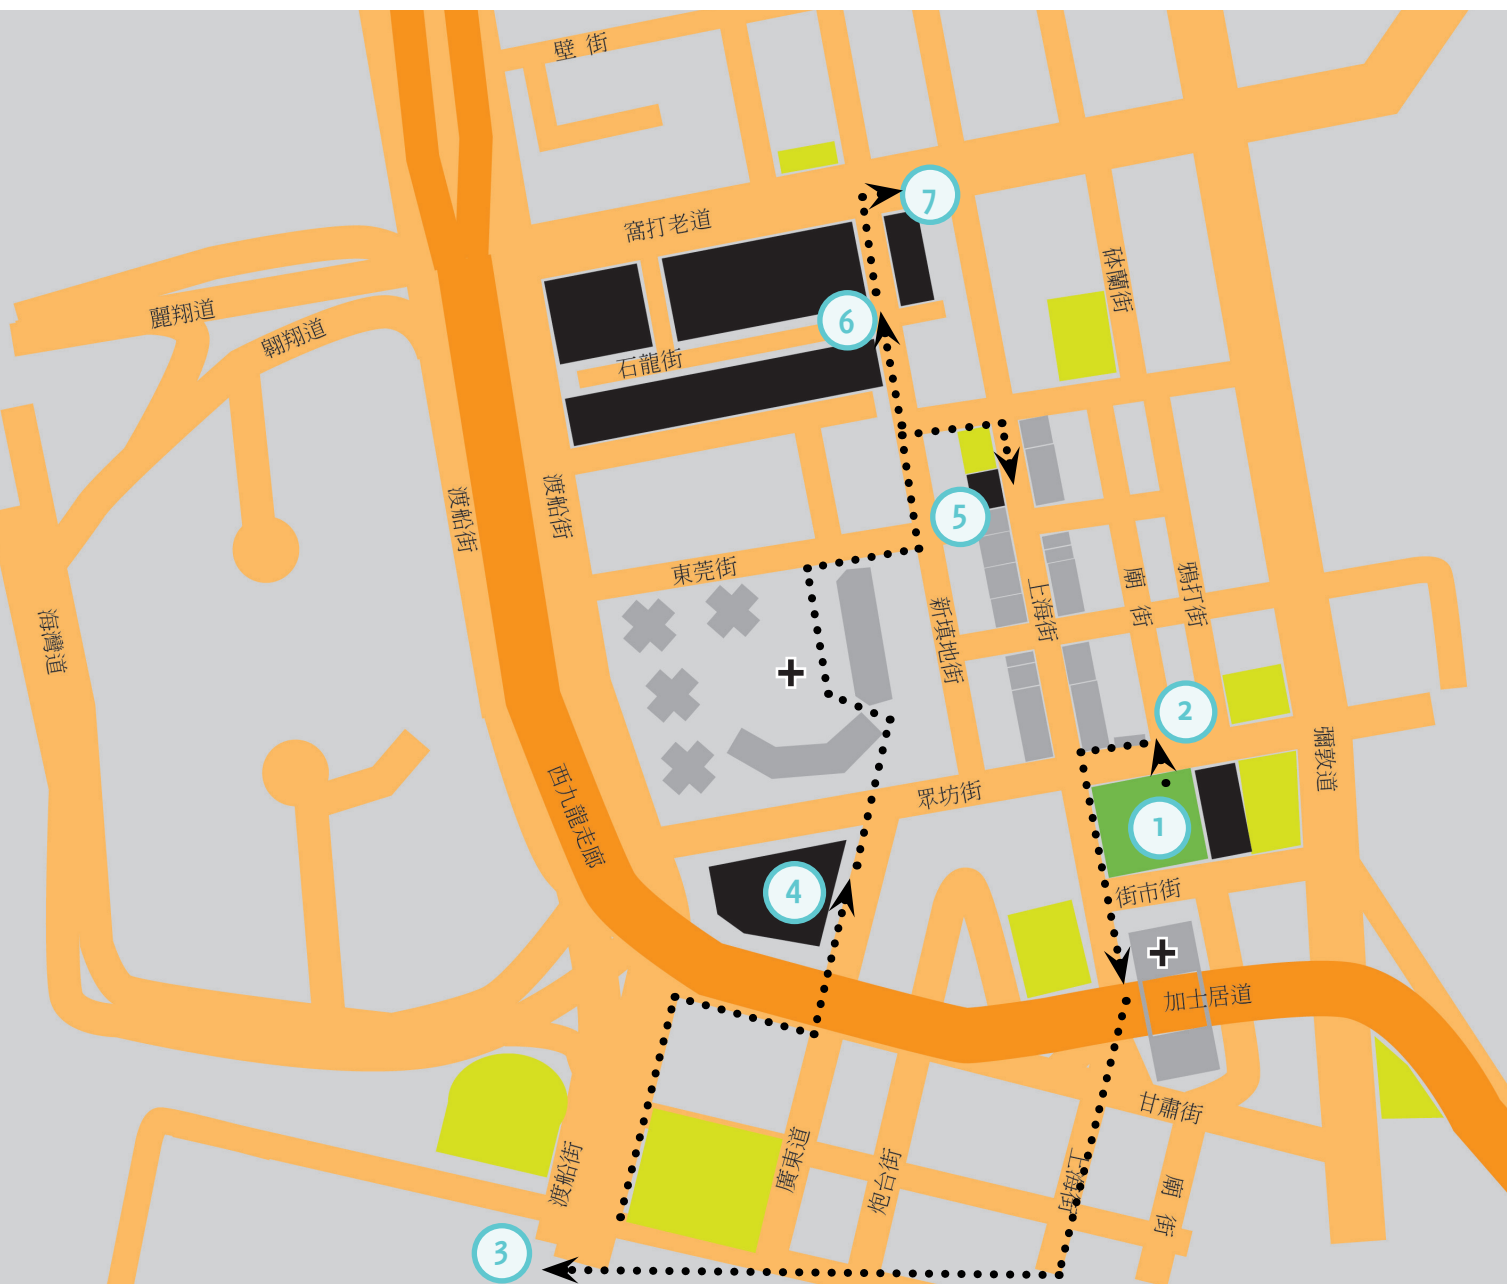 壁 街
7
窩打老道
砵蘭街
麗翔道
翱翔道
6
石龍街
渡船街
渡船街
5
東莞街
新填地街
上海街
廟 街
鴉打街
海灣道
2
彌敦道
西九龍走廊
眾坊街
1
4
街市街
加士居道
甘肅街
廣東道
炮台街
上海街
渡船街
廟 街
3